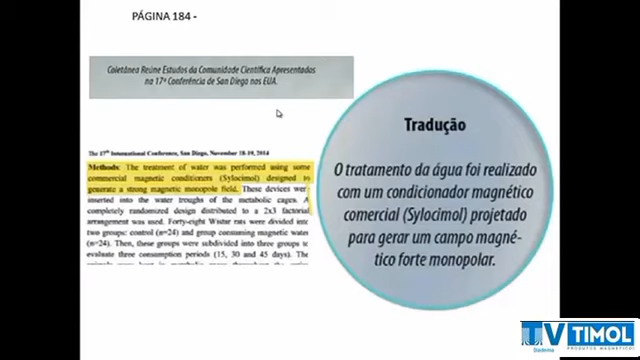 PÁGINA 184 -
Coletânea Reúne Estudos da Comunidade Científica Apresentados
na 17ª Conferência de San Diego nos EUA.
The 17th International Conference, San Diego, November 18-19, 2014
Methods: The treatment of water was performed using some
commercial magnetic conditioners (Sylocimol) designed to
generate a strong magnetic monopole field. These devices were
inserted into the water troughs of the metabolic cages. A
completely randomized design distributed to a 2x3 factorial
arrangement was used. Forty-eight Wistar rats were divided into
two groups: control (n=24) and group consuming magnetic water
(n=24). Then, these groups were subdivided into three groups to
evaluate three consumption periods (15, 30 and 45 days). The
Tradução
O tratamento da água foi realizado
com um condicionador magnético
comercial (Sylocimol) projetado
para gerar um campo magné-
tico forte monopolar.
TV TIMOL
Diadema
PRODUTOS MAGNÉTICOS